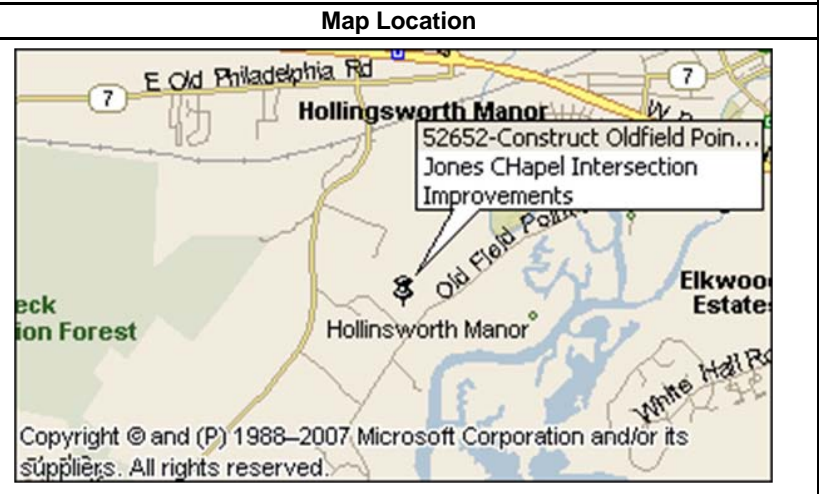 Map Location
E Old Philadelphia Rd
7
7
Hollingsworth Manor
52652-Construct Oldfield Poin...
Jones CHapel Intersection
Improvements
Old Field Point
Elkwoo
Estate
eck
ion Forest
Hollinsworth Manor
White Hall Rd
Copyright © and (P) 1988–2007 Microsoft Corporation and/or its
suppliers. All rights reserved.